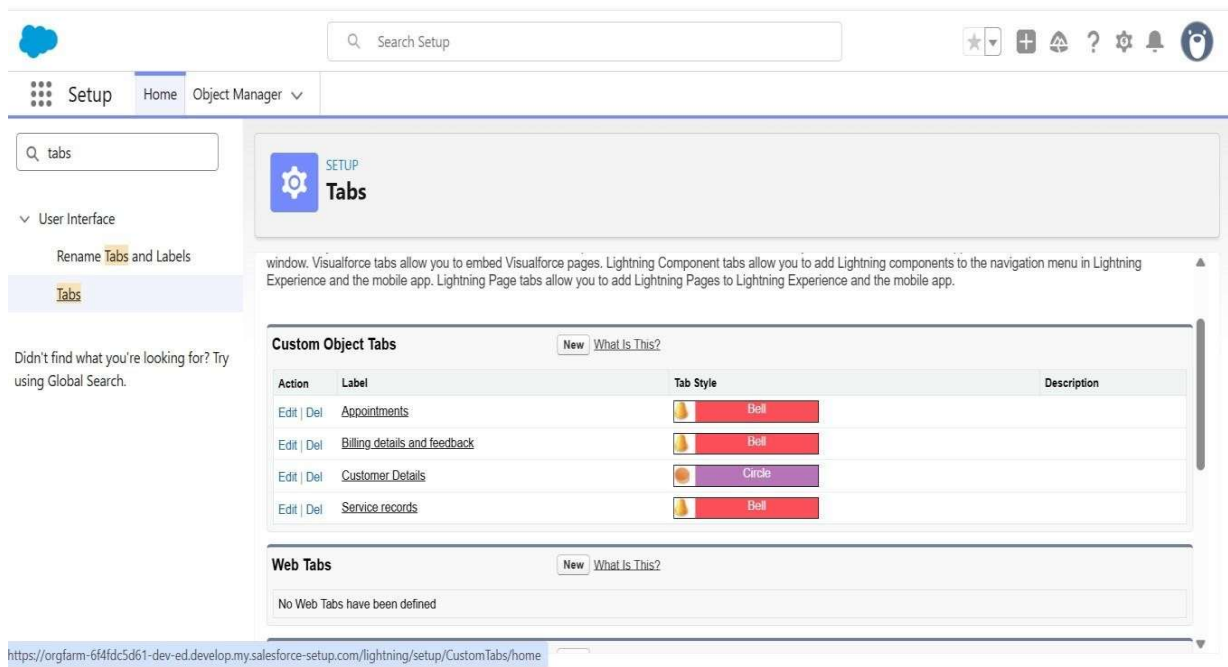 Search Setup
Setup
Home
Object Manager
tabs
User Interface
Rename Tabs and Labels
Tabs
Didn't find what you're looking for? Try
using Global Search.
SETUP
Tabs
window. Visualforce tabs allow you to embed Visualforce pages. Lightning Component tabs allow you to add Lightning components to the navigation menu in Lightning
Experience and the mobile app. Lightning Page tabs allow you to add Lightning Pages to Lightning Experience and the mobile app.
Custom Object Tabs New What Is This?
Action Label Tab Style Description
Edit | Del Appointments Bell
Edit | Del Billing details and feedback Bell
Edit | Del Customer Details Circle
Edit | Del Service records Bell
Web Tabs New What Is This?
No Web Tabs have been defined
https://orgfarm-6f4fdc5d61-dev-ed.develop.my.salesforce-setup.com/lightning/setup/CustomTabs/home